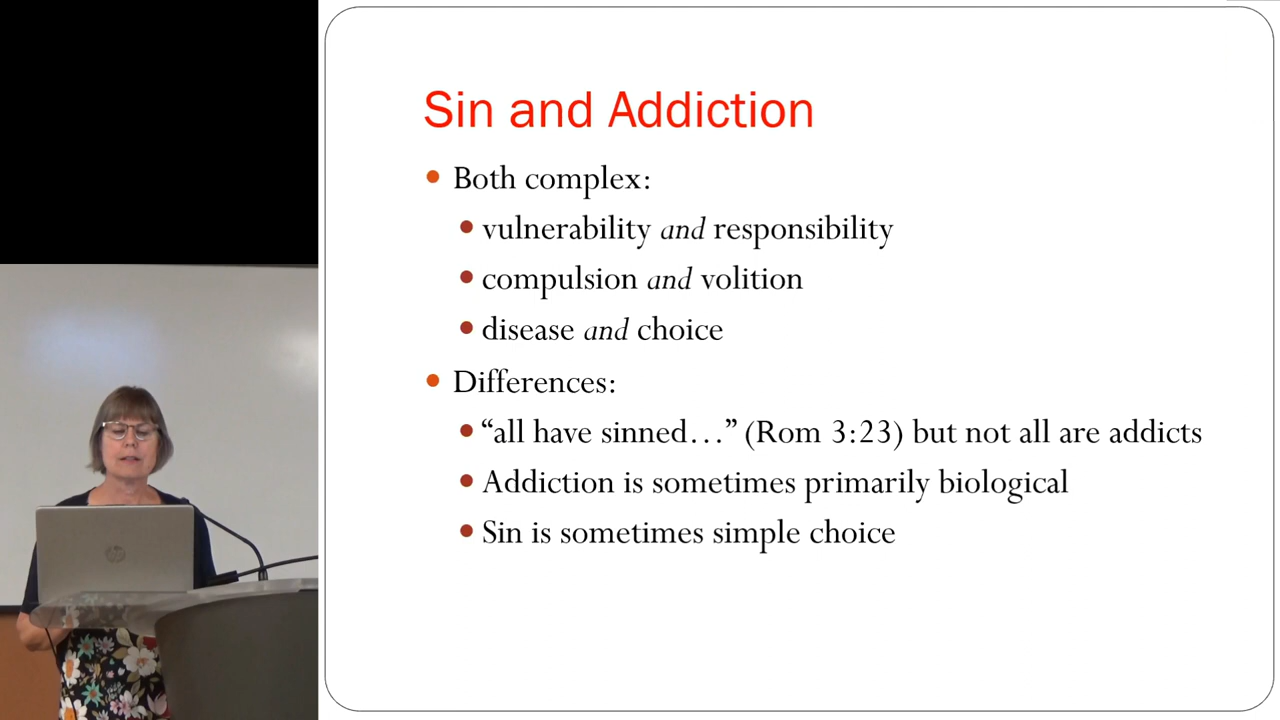 Sin and Addiction
• Both complex:
• vulnerability and responsibility
• compulsion and volition
• disease and choice
• Differences:
• “all have sinned…” (Rom 3:23) but not all are addicts
• Addiction is sometimes primarily biological
• Sin is sometimes simple choice